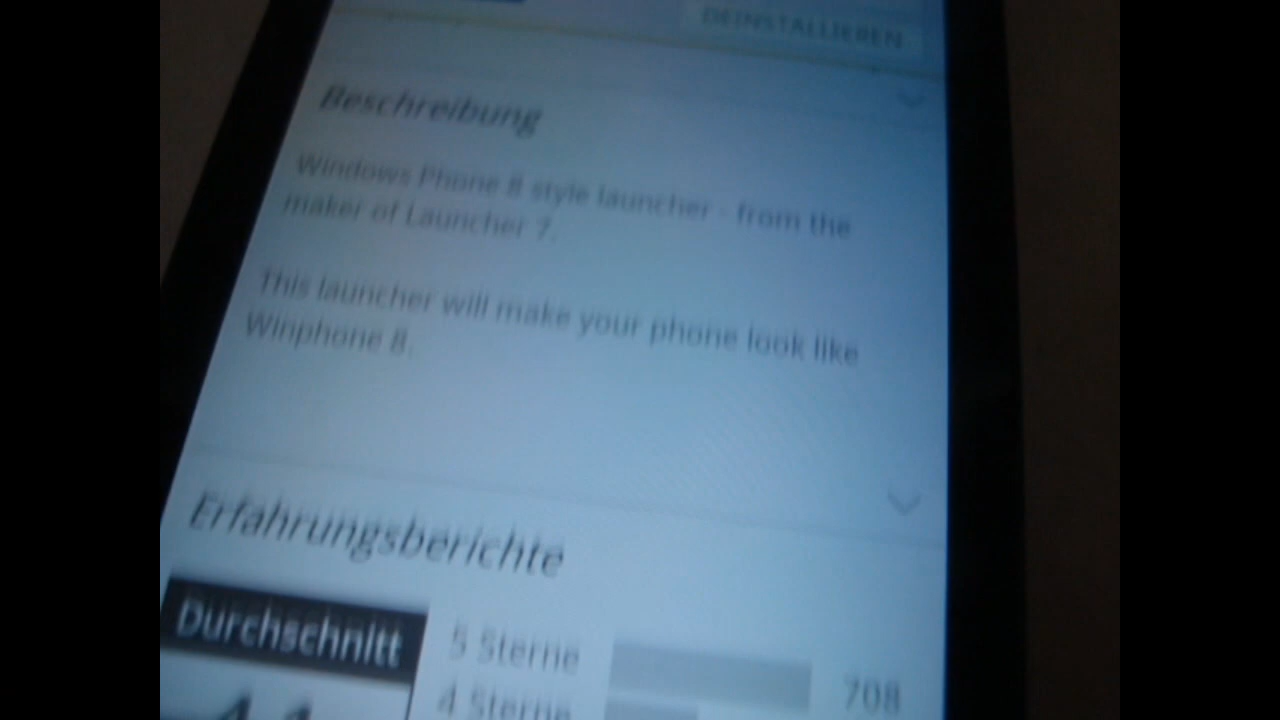 DEINSTALLIEREN
Beschreibung
Windows Phone 8 style launcher - from the
maker of Launcher 7.
This launcher will make your phone look like
Winphone 8.
Erfahrungsberichte
Durchschnitt
5 Sterne
708
4 Sterne